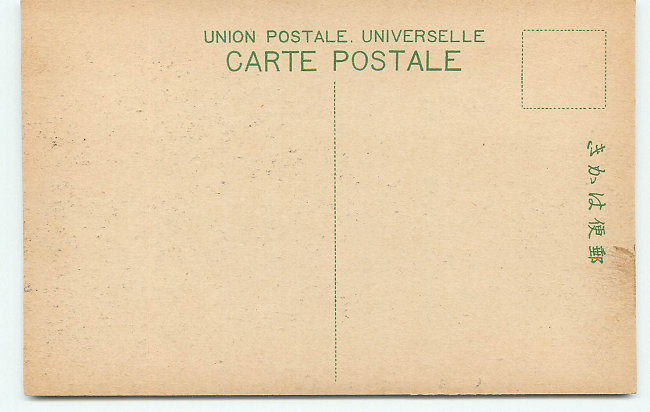 UNION POSTALE. UNIVERSELLE
CARTE POSTALE
きかは便郵